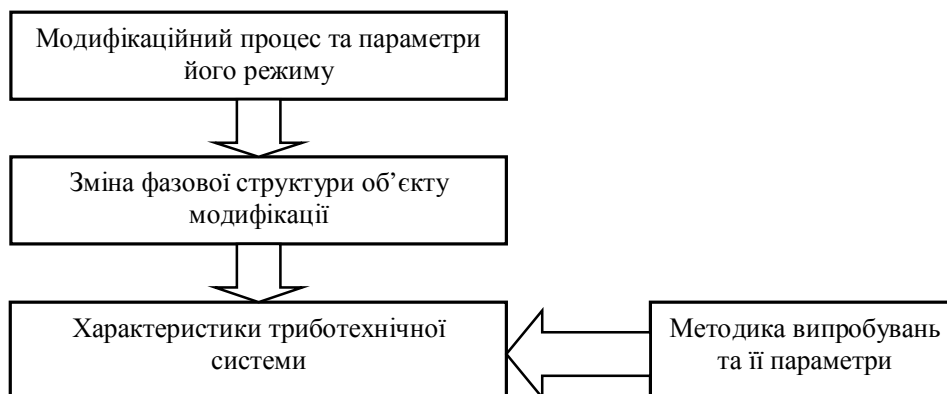 Модифікаційний процес та параметри
його режиму
Зміна фазової структури об’єкту
модифікації
Характеристики триботехнічної
системи
Методика випробувань
та її параметри